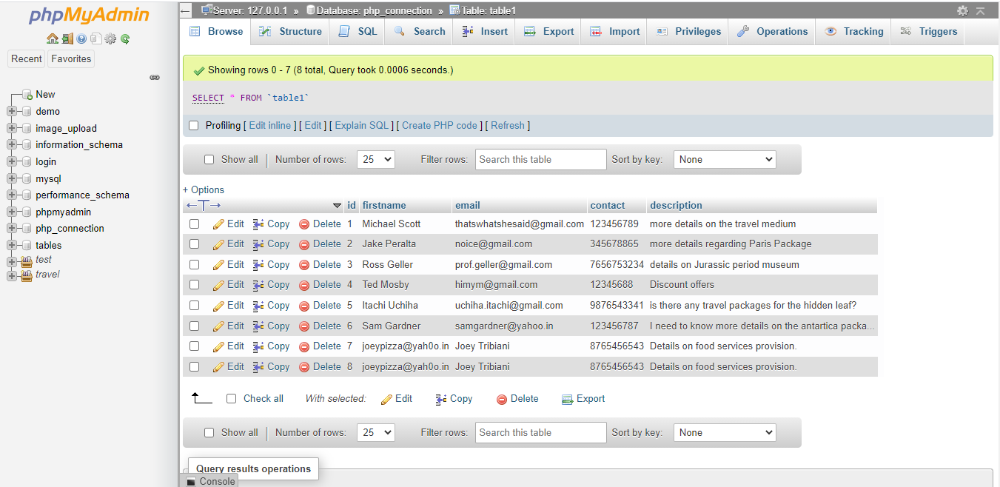 phpMyAdmin
Recent Favorites
New
demo
image_upload
information_schema
login
mysql
performance_schema
phpmyadmin
php_connection
tables
test
travel
Server: 127.0.0.1 » Database: php_connection » Table: table1
Browse Structure SQL Search Insert Export Import Privileges Operations Tracking Triggers
Showing rows 0 - 7 (8 total, Query took 0.0006 seconds.)
SELECT * FROM `table1`
Profiling [ Edit inline ] [ Edit ] [ Explain SQL ] [ Create PHP code ] [ Refresh ]
Show all | Number of rows: 25 Filter rows: Search this table Sort by key: None
+ Options
←T→ id firstname email contact description
Edit Copy Delete 1 Michael Scott thatswhatshesaid@gmail.com 123456789 more details on the travel medium
Edit Copy Delete 2 Jake Peralta noice@gmail.com 345678865 more details regarding Paris Package
Edit Copy Delete 3 Ross Geller prof.geller@gmail.com 7656753234 details on Jurassic period museum
Edit Copy Delete 4 Ted Mosby himym@gmail.com 12345688 Discount offers
Edit Copy Delete 5 Itachi Uchiha uchiha.itachi@gmail.com 9876543341 is there any travel packages for the hidden leaf?
Edit Copy Delete 6 Sam Gardner samgardner@yahoo.in 123456787 I need to know more details on the antartica packa...
Edit Copy Delete 7 joeypizza@yah0o.in Joey Tribiani 8765456543 Details on food services provision.
Edit Copy Delete 8 joeypizza@yah0o.in Joey Tribiani 8765456543 Details on food services provision.
Check all With selected: Edit Copy Delete Export
Show all | Number of rows: 25 Filter rows: Search this table Sort by key: None
Query results operations
Console